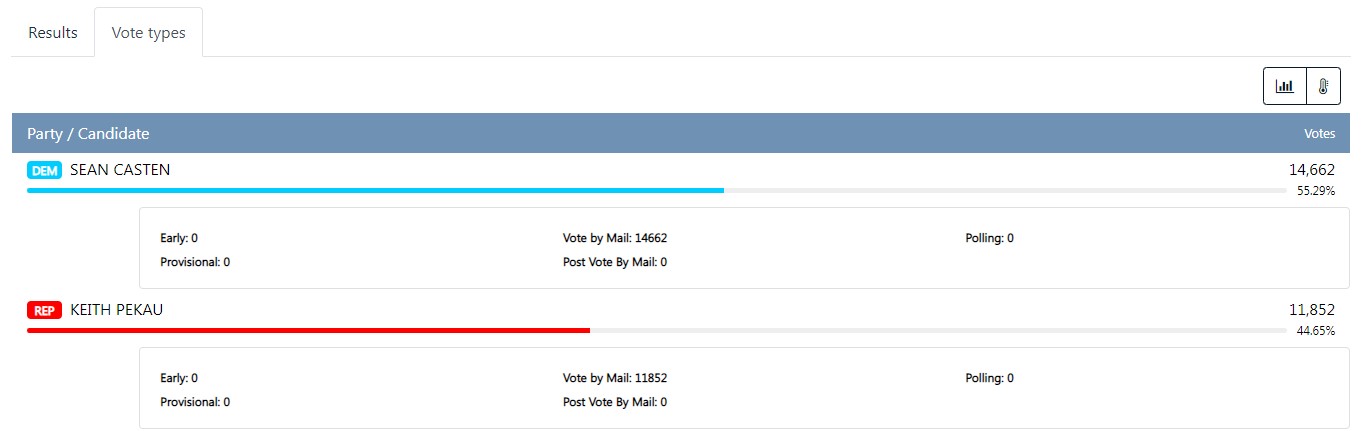 Results Vote types
Party / Candidate Votes
DEM SEAN CASTEN 14,662
55.29%
Early: 0 Vote by Mail: 14662 Polling: 0
Provisional: 0 Post Vote By Mail: 0
REP KEITH PEKAU 11,852
44.65%
Early: 0 Vote by Mail: 11852 Polling: 0
Provisional: 0 Post Vote By Mail: 0